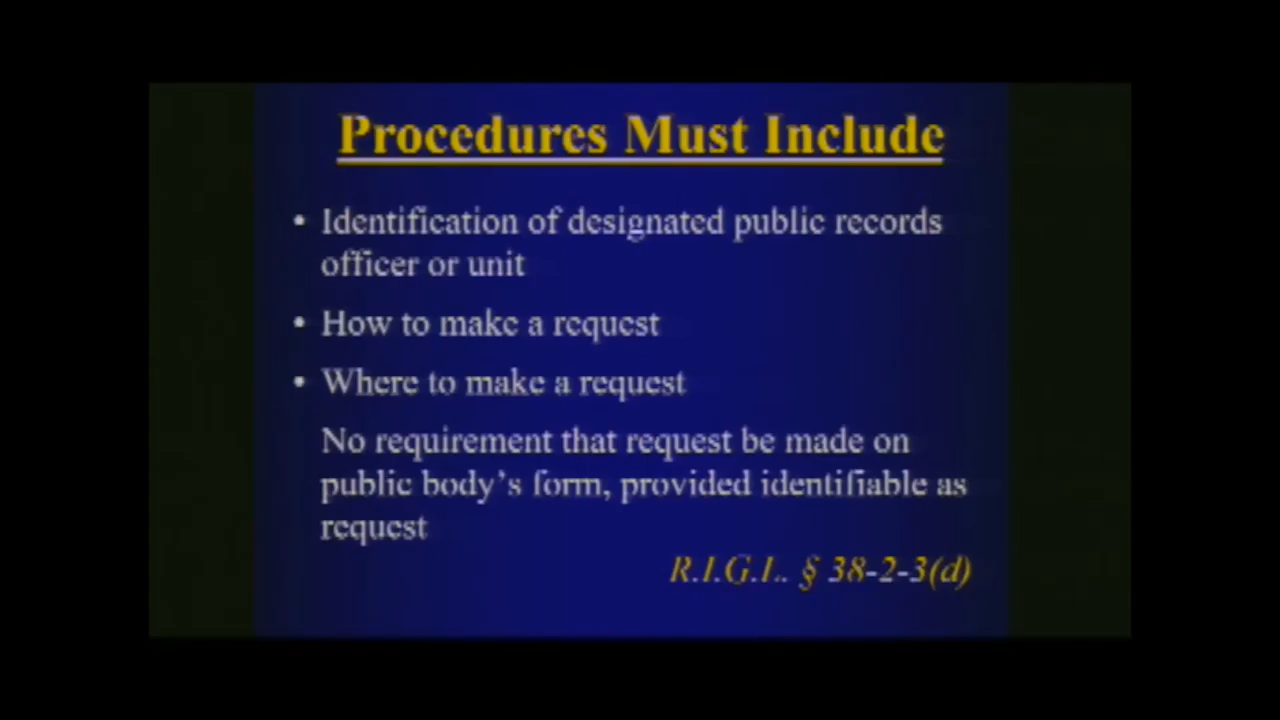 Procedures Must Include
• Identification of designated public records
officer or unit
• How to make a request
• Where to make a request
No requirement that request be made on
public body's form, provided identifiable as
request
R.I.G.L. § 38-2-3(d)